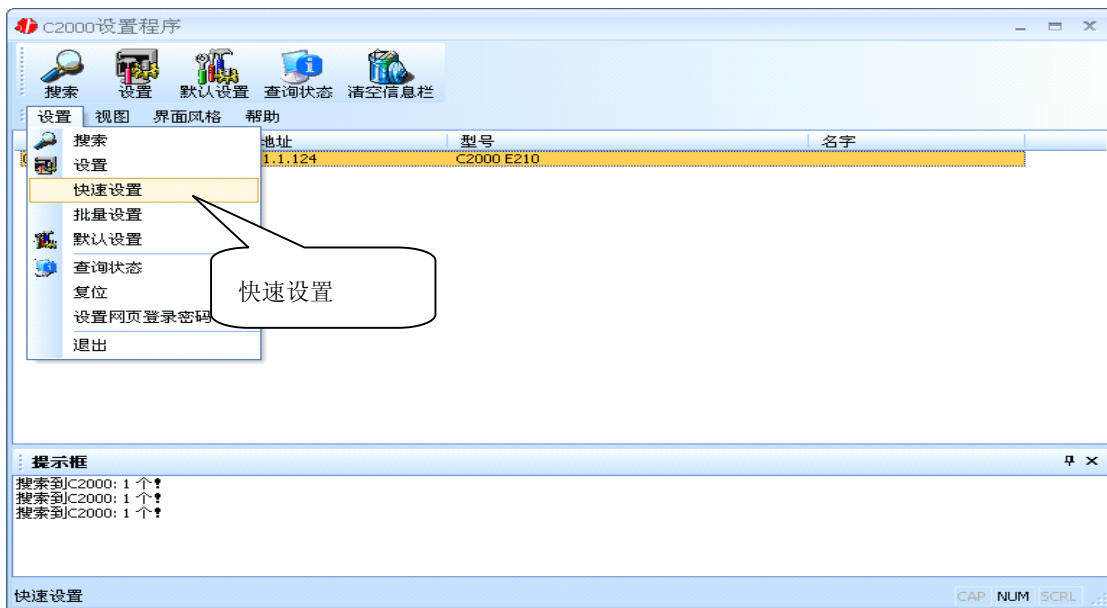 C2000设置程序
搜索 设置 默认设置 查询状态 清空信息栏
设置 视图 界面风格 帮助
地址 型号 名字
1.1.124 C2000 E210
搜索
设置
快速设置
批量设置
默认设置
查询状态
复位
设置网页登录密码
退出
快速设置
提示框
搜索到C2000: 1 个!
搜索到C2000: 1 个!
搜索到C2000: 1 个!
快速设置 CAP NUM SCRL